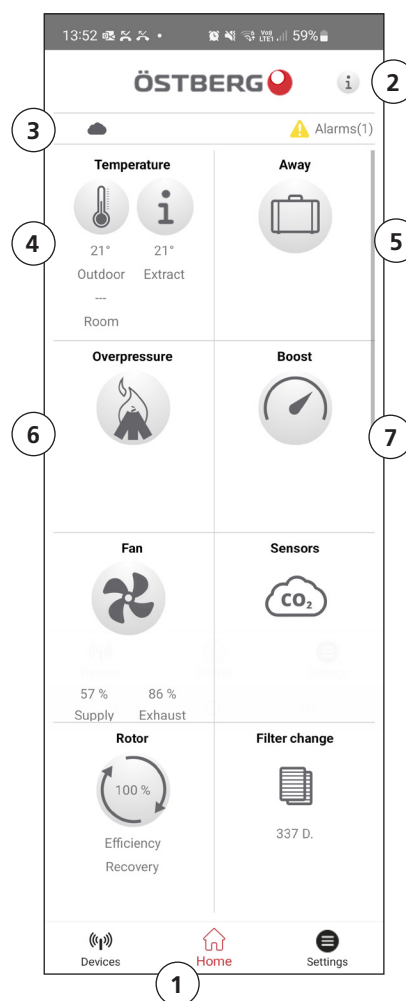 13:52 Vo)) LTE1 59%
ÖSTBERG
i
2
3
Alarms(1)
Temperature
Away
i
4
5
21° 21°
Outdoor Extract
---
Room
Overpressure
Boost
6
7
Fan
Sensors
CO₂
57 % 86 %
Supply Exhaust
Rotor
Filter change
100 %
337 D.
Efficiency
Recovery
Devices
Home
Settings
1